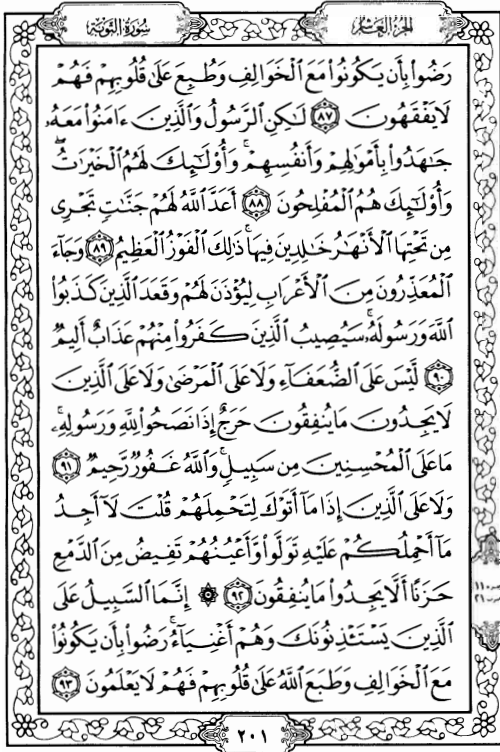 الجزء العاشر
سورة التوبة
رَضُوا۟ بِأَن يَكُونُوا۟ مَعَ ٱلْخَوَالِفِ وَطُبِعَ عَلَىٰ قُلُوبِهِمْ فَهُمْ
لَا يَفْقَهُونَ ٨٧ لَٰكِنِ ٱلرَّسُولُ وَٱلَّذِينَ ءَامَنُوا۟ مَعَهُۥ
جَٰهَدُوا۟ بِأَمْوَٰلِهِمْ وَأَنفُسِهِمْ ۚ وَأُو۟لَٰٓئِكَ لَهُمُ ٱلْخَيْرَٰتُ ۖ
وَأُو۟لَٰٓئِكَ هُمُ ٱلْمُفْلِحُونَ ٨٨ أَعَدَّ ٱللَّهُ لَهُمْ جَنَّٰتٍ تَجْرِى
مِن تَحْتِهَا ٱلْأَنْهَٰرُ خَٰلِدِينَ فِيهَا ۚ ذَٰلِكَ ٱلْفَوْزُ ٱلْعَظِيمُ ٨٩ وَجَآءَ
ٱلْمُعَذِّرُونَ مِنَ ٱلْأَعْرَابِ لِيُؤْذَنَ لَهُمْ وَقَعَدَ ٱلَّذِينَ كَذَبُوا۟
ٱللَّهَ وَرَسُولَهُۥ ۚ سَيُصِيبُ ٱلَّذِينَ كَفَرُوا۟ مِنْهُمْ عَذَابٌ أَلِيمٌ
٩٠ لَّيْسَ عَلَى ٱلضُّعَفَآءِ وَلَا عَلَى ٱلْمَرْضَىٰ وَلَا عَلَى ٱلَّذِينَ
لَا يَجِدُونَ مَا يُنفِقُونَ حَرَجٌ إِذَا نَصَحُوا۟ لِلَّهِ وَرَسُولِهِۦ ۚ
مَا عَلَى ٱلْمُحْسِنِينَ مِن سَبِيلٍ ۚ وَٱللَّهُ غَفُورٌ رَّحِيمٌ ٩١
وَلَا عَلَى ٱلَّذِينَ إِذَا مَآ أَتَوْكَ لِتَحْمِلَهُمْ قُلْتَ لَآ أَجِدُ
مَآ أَحْمِلُكُمْ عَلَيْهِ تَوَلَّوا۟ وَّأَعْيُنُهُمْ تَفِيضُ مِنَ ٱلدَّمْعِ
حَزَنًا أَلَّا يَجِدُوا۟ مَا يُنفِقُونَ ٩٢ ۞ إِنَّمَا ٱلسَّبِيلُ عَلَى
ٱلَّذِينَ يَسْتَـْٔذِنُونَكَ وَهُمْ أَغْنِيَآءُ ۚ رَضُوا۟ بِأَن يَكُونُوا۟
مَعَ ٱلْخَوَالِفِ وَطَبَعَ ٱللَّهُ عَلَىٰ قُلُوبِهِمْ فَهُمْ لَا يَعْلَمُونَ ٩٣
٢٠١